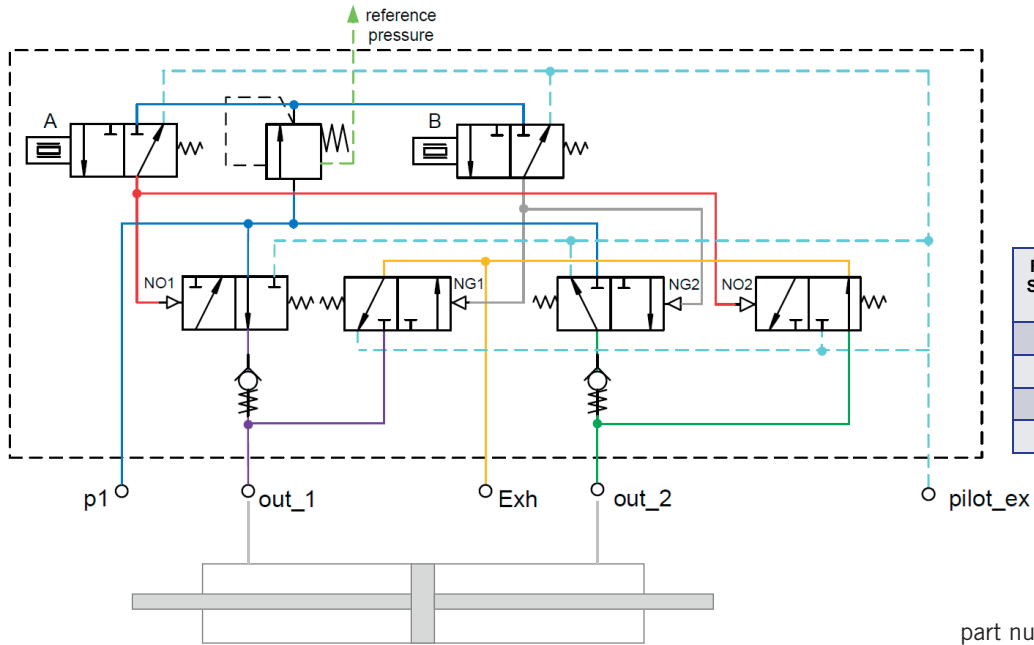 reference
pressure
A
B
NO1
NG1
NG2
NO2
p1
out_1
Exh
out_2
pilot_ex
part nu